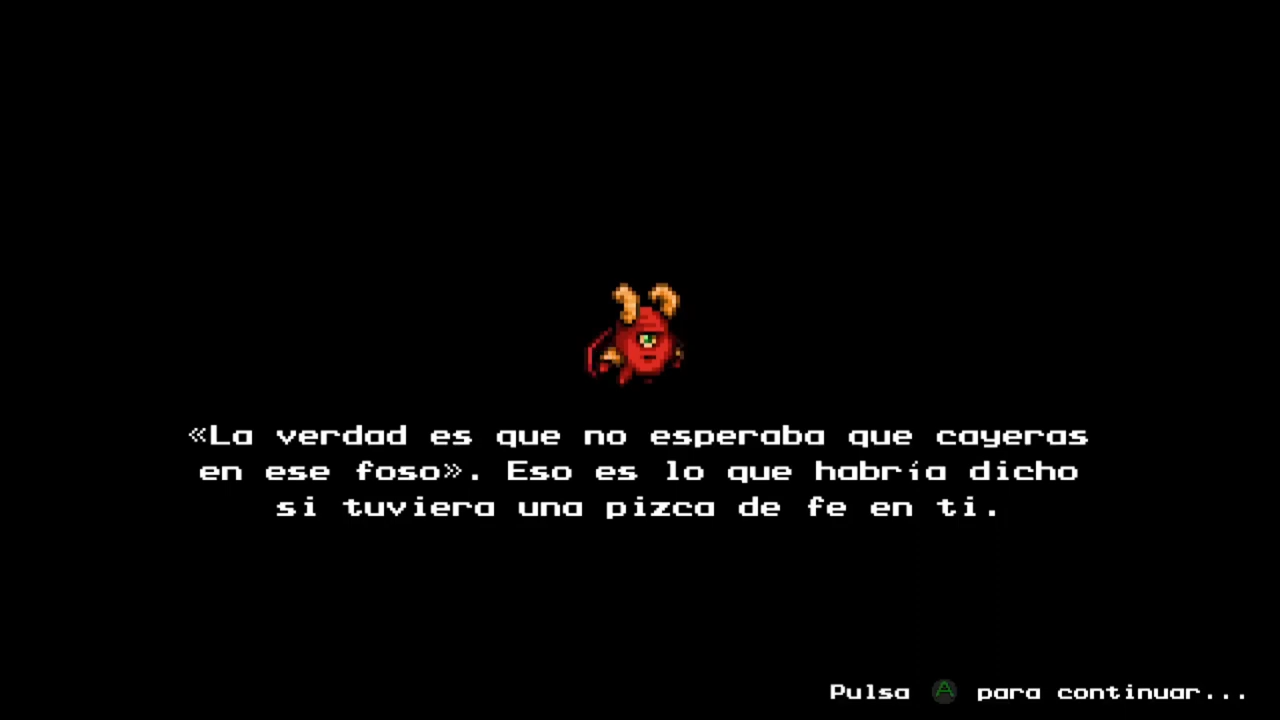 «La verdad es que no esperaba que cayeras
en ese foso». Eso es lo que habría dicho
si tuviera una pizca de fe en ti.
Pulsa A para continuar...